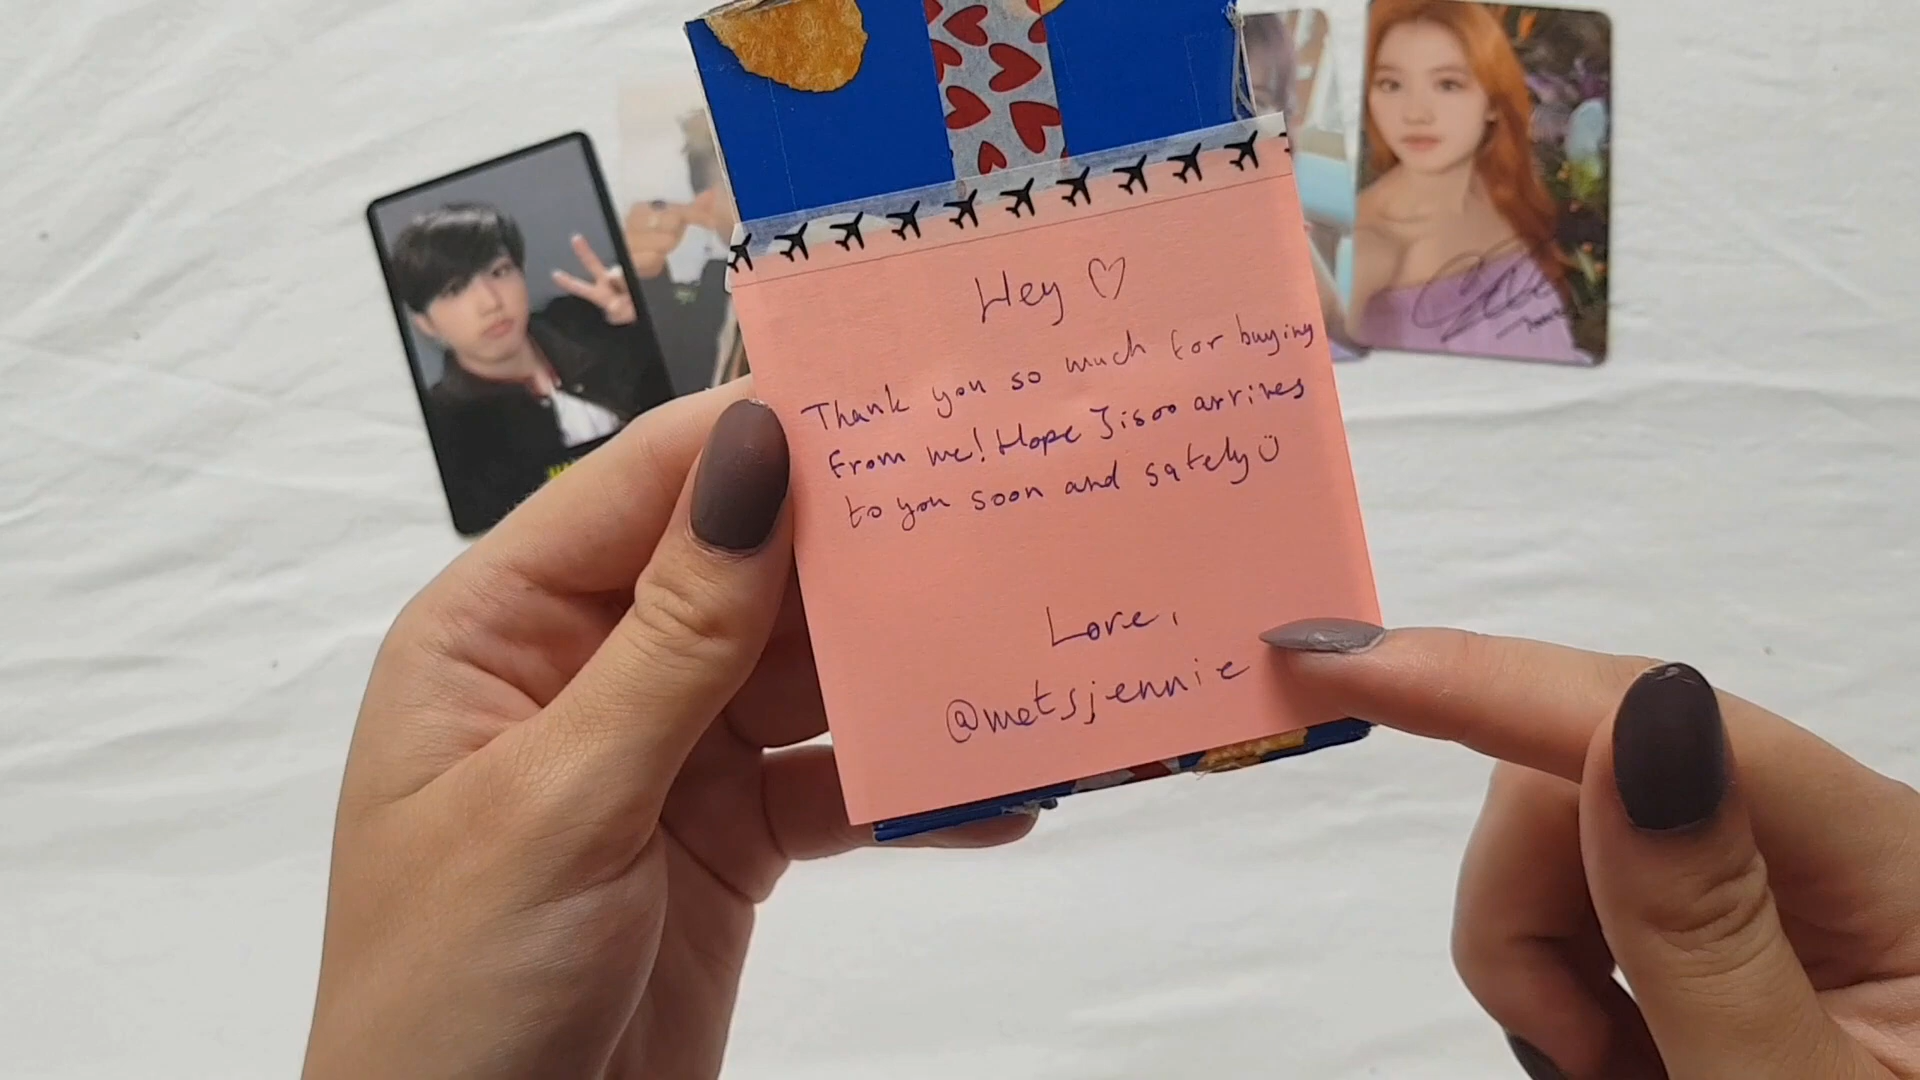 Hey ♡
Thank you so much for buying
from me! Hope Jisoo arrives
to you soon and safely
Love,
@metsjennie